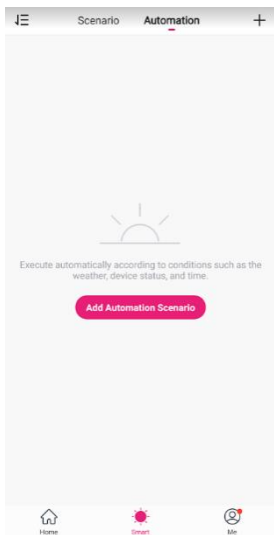 Scenario Automation
Execute automatically according to conditions such as the
weather, device status, and time.
Add Automation Scenario
Home Smart Me